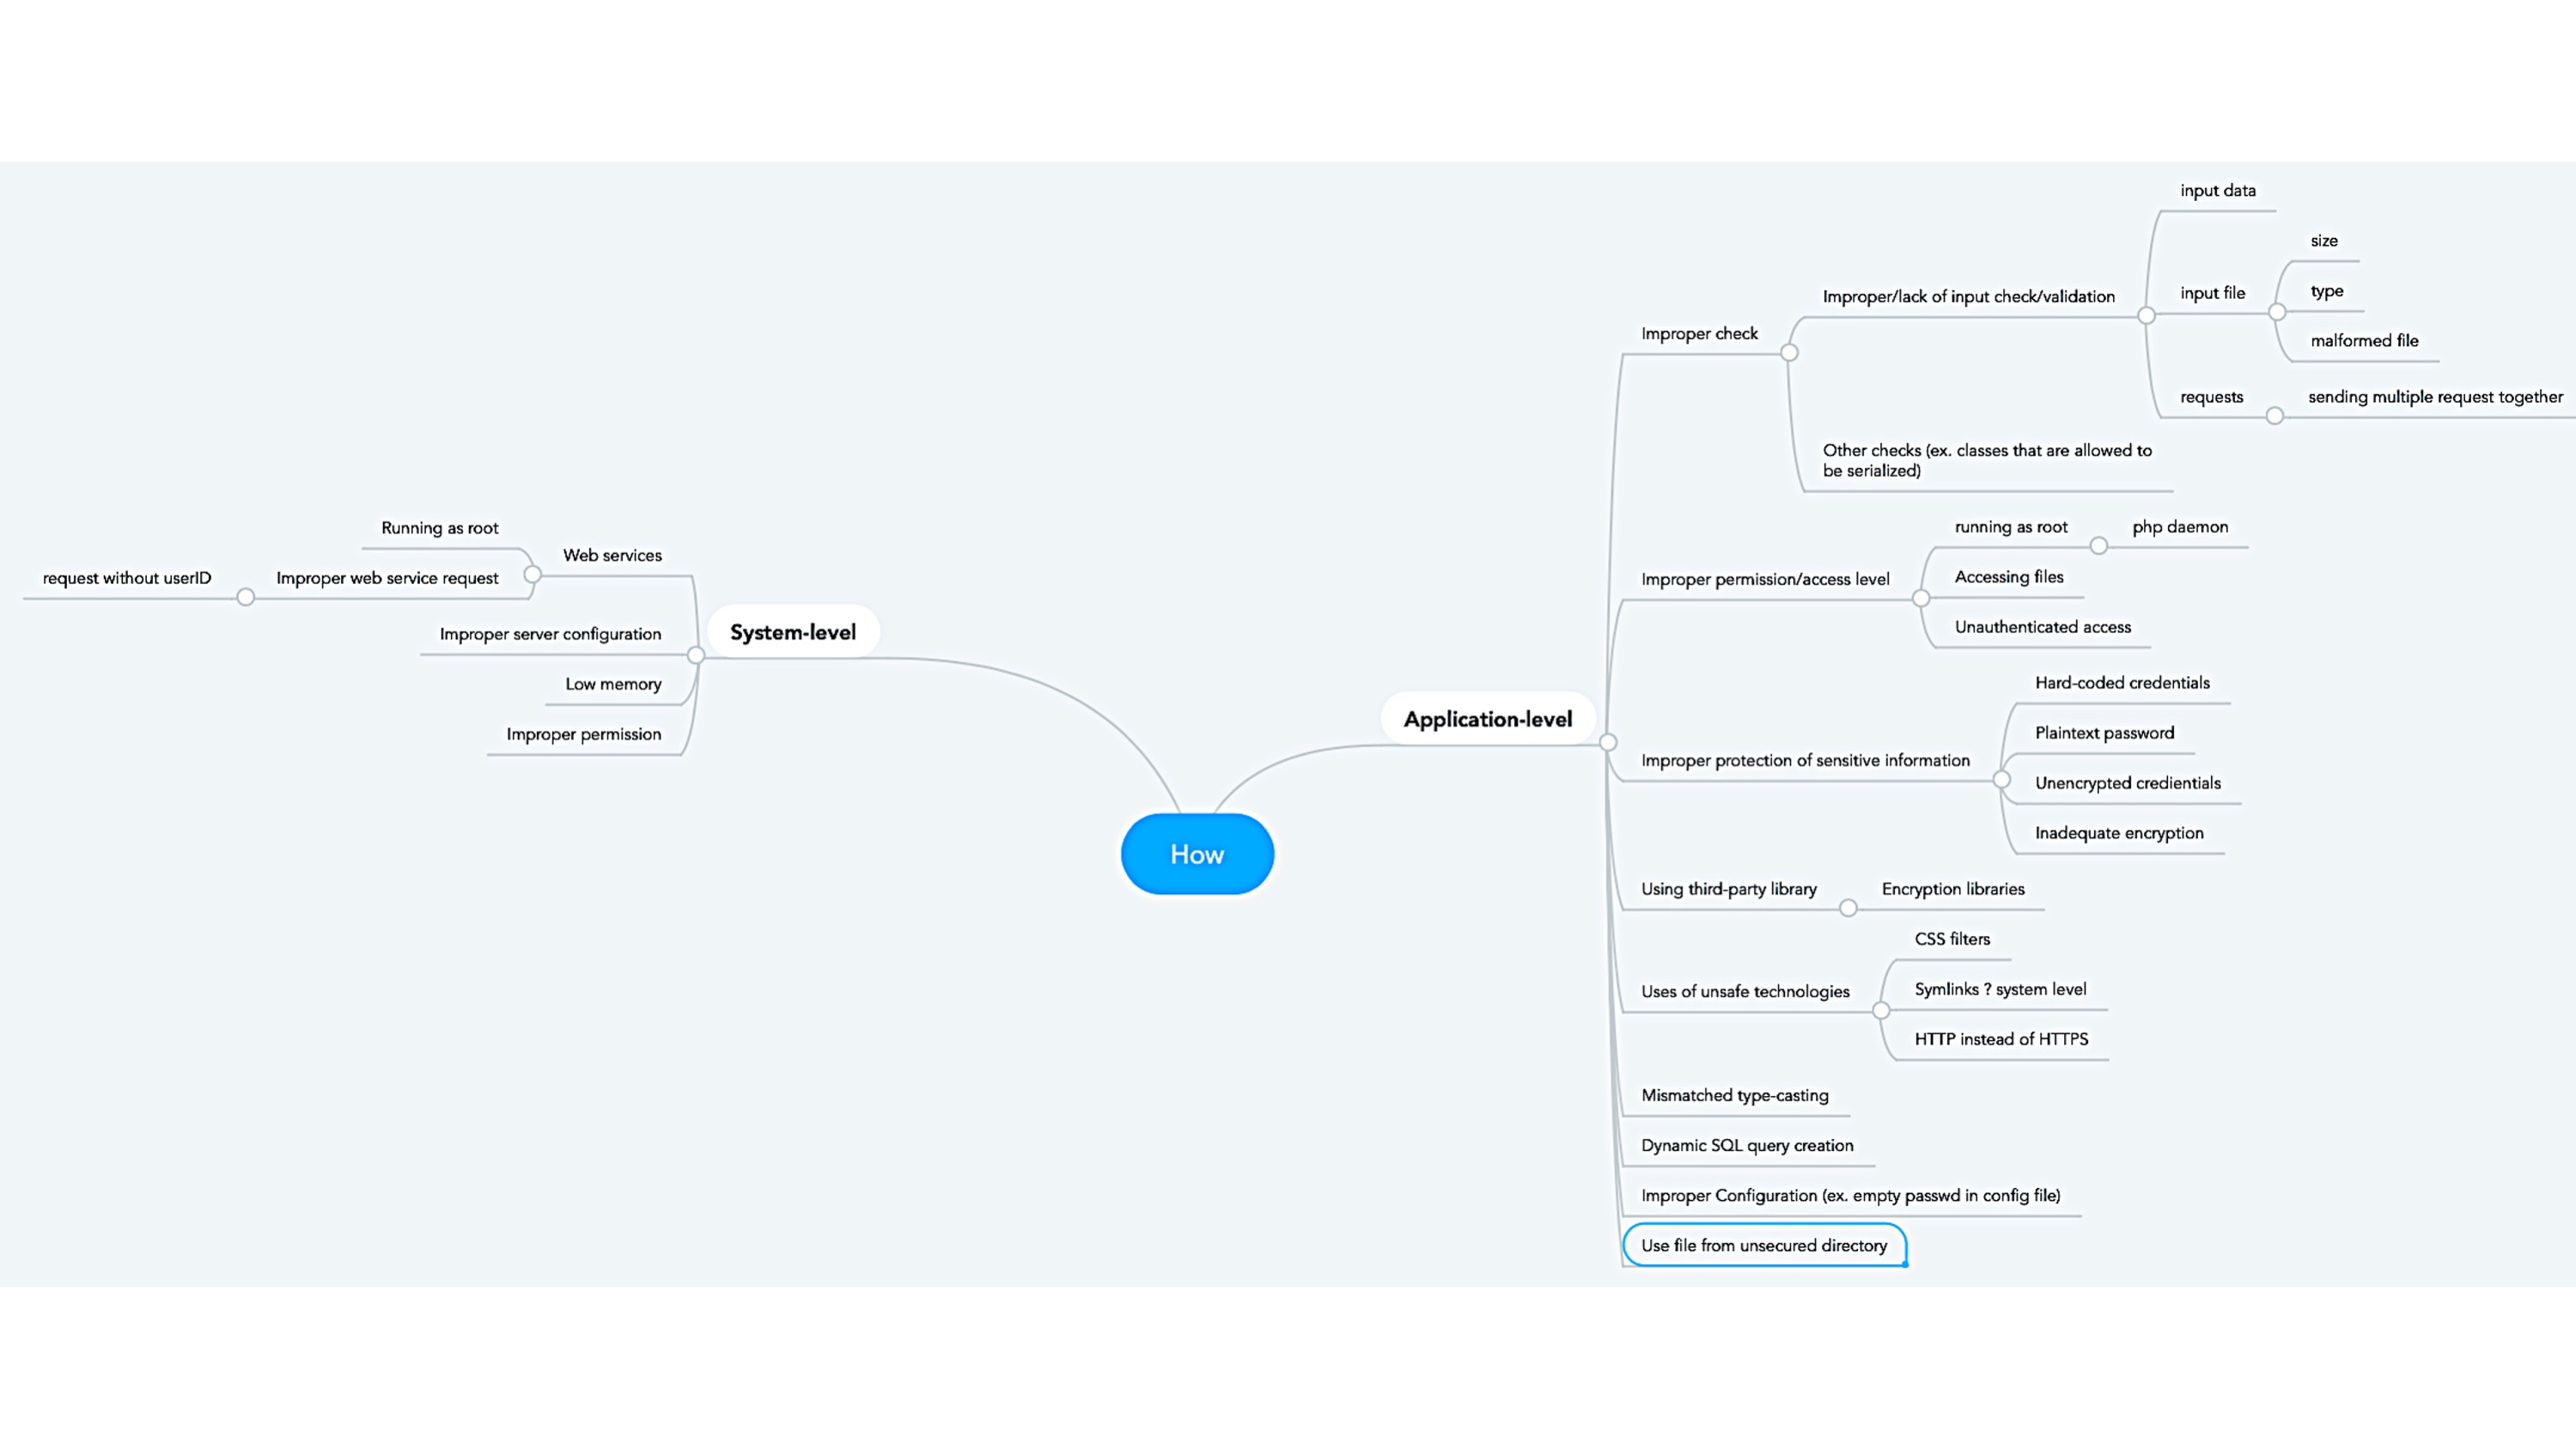 How
System-level
Web services
Running as root
Improper web service request
request without userID
Improper server configuration
Low memory
Improper permission
Application-level
Improper check
Improper/lack of input check/validation
input data
input file
size
type
malformed file
requests
sending multiple request together
Other checks (ex. classes that are allowed to
be serialized)
Improper permission/access level
running as root
php daemon
Accessing files
Unauthenticated access
Improper protection of sensitive information
Hard-coded credentials
Plaintext password
Unencrypted credientials
Inadequate encryption
Using third-party library
Encryption libraries
Uses of unsafe technologies
CSS filters
Symlinks ? system level
HTTP instead of HTTPS
Mismatched type-casting
Dynamic SQL query creation
Improper Configuration (ex. empty passwd in config file)
Use file from unsecured directory